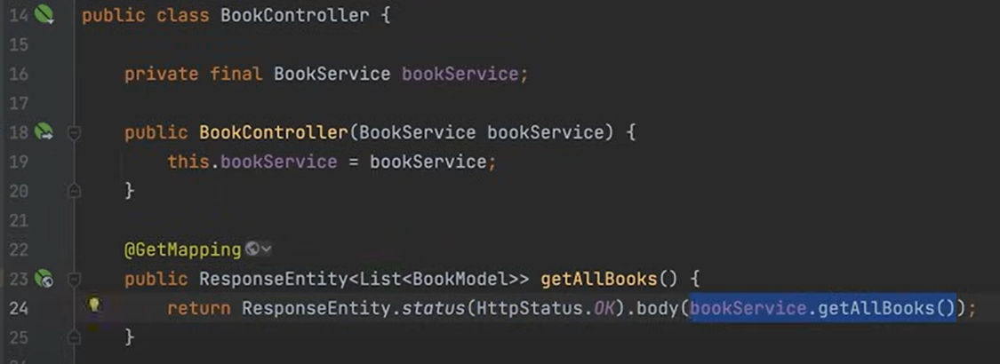 14 public class BookController {
15
16 private final BookService bookService;
17
18 public BookController(BookService bookService) {
19 this.bookService = bookService;
20 }
21
22 @GetMapping
23 public ResponseEntity<List<BookModel>> getAllBooks() {
24 return ResponseEntity.status(HttpStatus.OK).body(bookService.getAllBooks());
25 }